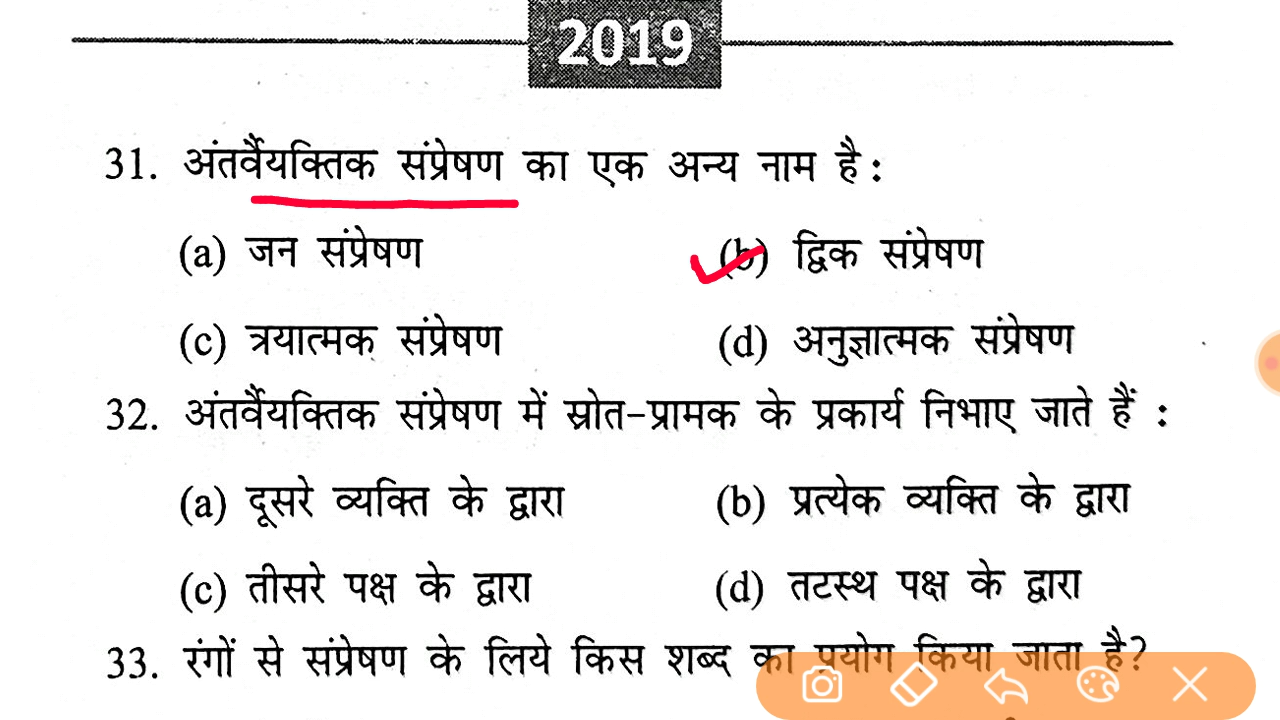 2019
31. अंतर्वैयक्तिक संप्रेषण का एक अन्य नाम है :
(a) जन संप्रेषण (b) द्विक संप्रेषण
(c) त्रयात्मक संप्रेषण (d) अनुज्ञात्मक संप्रेषण
32. अंतर्वैयक्तिक संप्रेषण में स्रोत-प्रामक के प्रकार्य निभाए जाते हैं :
(a) दूसरे व्यक्ति के द्वारा (b) प्रत्येक व्यक्ति के द्वारा
(c) तीसरे पक्ष के द्वारा (d) तटस्थ पक्ष के द्वारा
33. रंगों से संप्रेषण के लिये किस शब्द का प्रयोग किया जाता है?